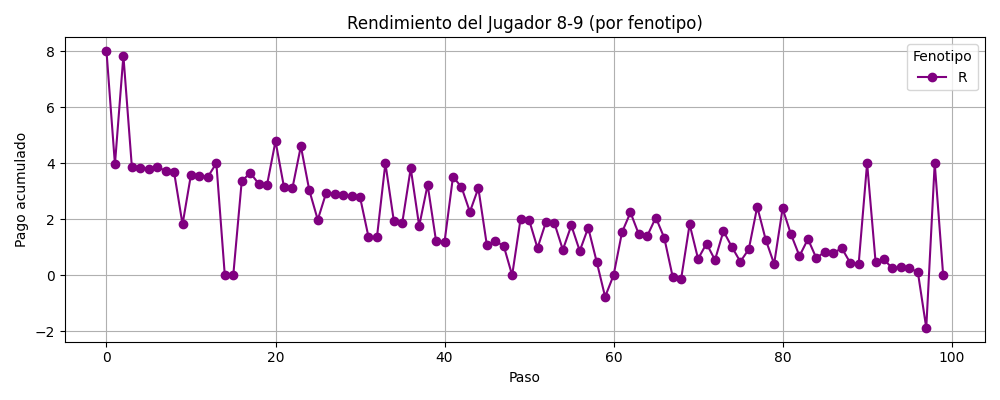 Rendimiento del Jugador 8-9 (por fenotipo)
Pago acumulado
8
6
4
2
0
−2
Fenotipo
R
0 20 40 60 80 100
Paso